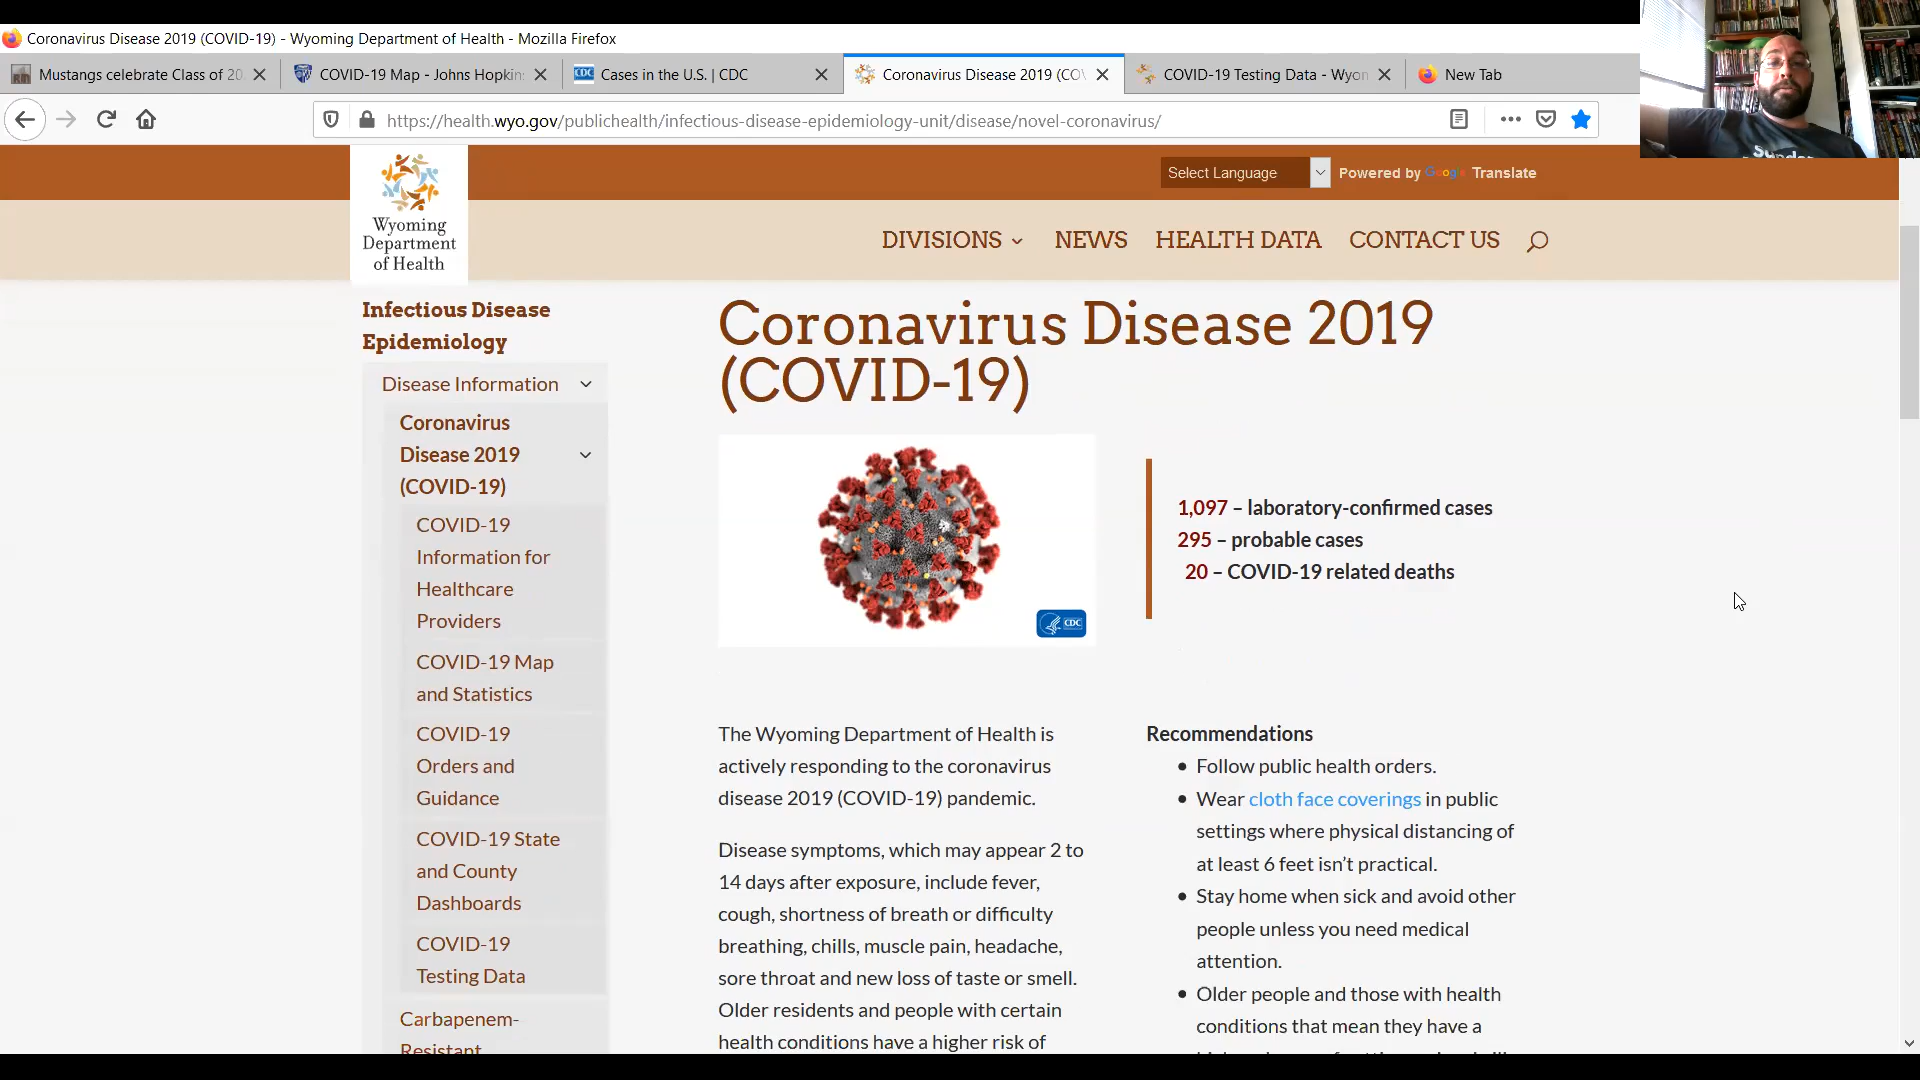 Coronavirus Disease 2019 (COVID-19) - Wyoming Department of Health - Mozilla Firefox
Mustangs celebrate Class of 20
COVID-19 Map - Johns Hopkin
Cases in the U.S. | CDC
Coronavirus Disease 2019 (CO
COVID-19 Testing Data - Wyon
New Tab
https://health.wyo.gov/publichealth/infectious-disease-epidemiology-unit/disease/novel-coronavirus/
Select Language
Powered by Google Translate
Wyoming
Department
of Health
DIVISIONS
NEWS
HEALTH DATA
CONTACT US
Infectious Disease
Epidemiology
Disease Information
Coronavirus
Disease 2019
(COVID-19)
COVID-19
Information for
Healthcare
Providers
COVID-19 Map
and Statistics
COVID-19
Orders and
Guidance
COVID-19 State
and County
Dashboards
COVID-19
Testing Data
Carbapenem-
Resistant
Coronavirus Disease 2019
(COVID-19)
CDC
1,097 – laboratory-confirmed cases
295 – probable cases
20 – COVID-19 related deaths
The Wyoming Department of Health is
actively responding to the coronavirus
disease 2019 (COVID-19) pandemic.
Disease symptoms, which may appear 2 to
14 days after exposure, include fever,
cough, shortness of breath or difficulty
breathing, chills, muscle pain, headache,
sore throat and new loss of taste or smell.
Older residents and people with certain
health conditions have a higher risk of
Recommendations
Follow public health orders.
Wear cloth face coverings in public
settings where physical distancing of
at least 6 feet isn't practical.
Stay home when sick and avoid other
people unless you need medical
attention.
Older people and those with health
conditions that mean they have a